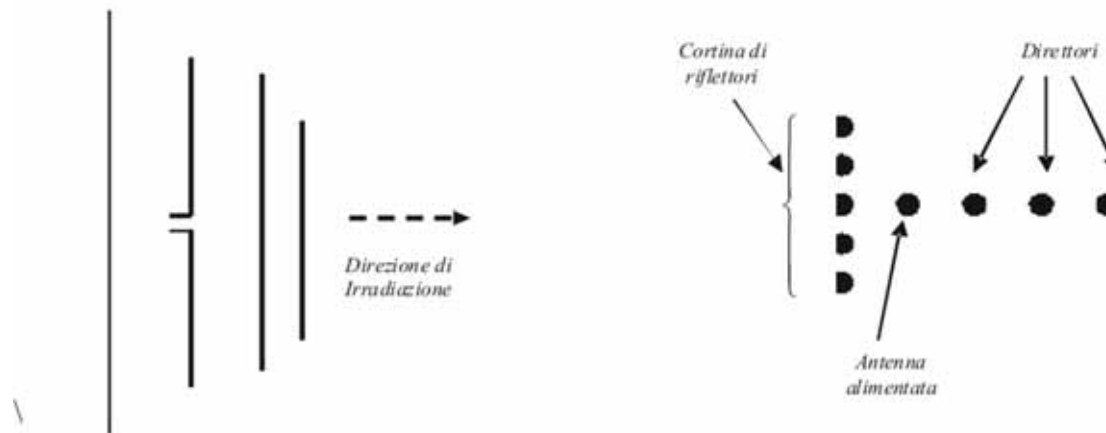 Direzione di
Irradiazione
Cortina di
riflettori
Direttori
Antenna
alimentata